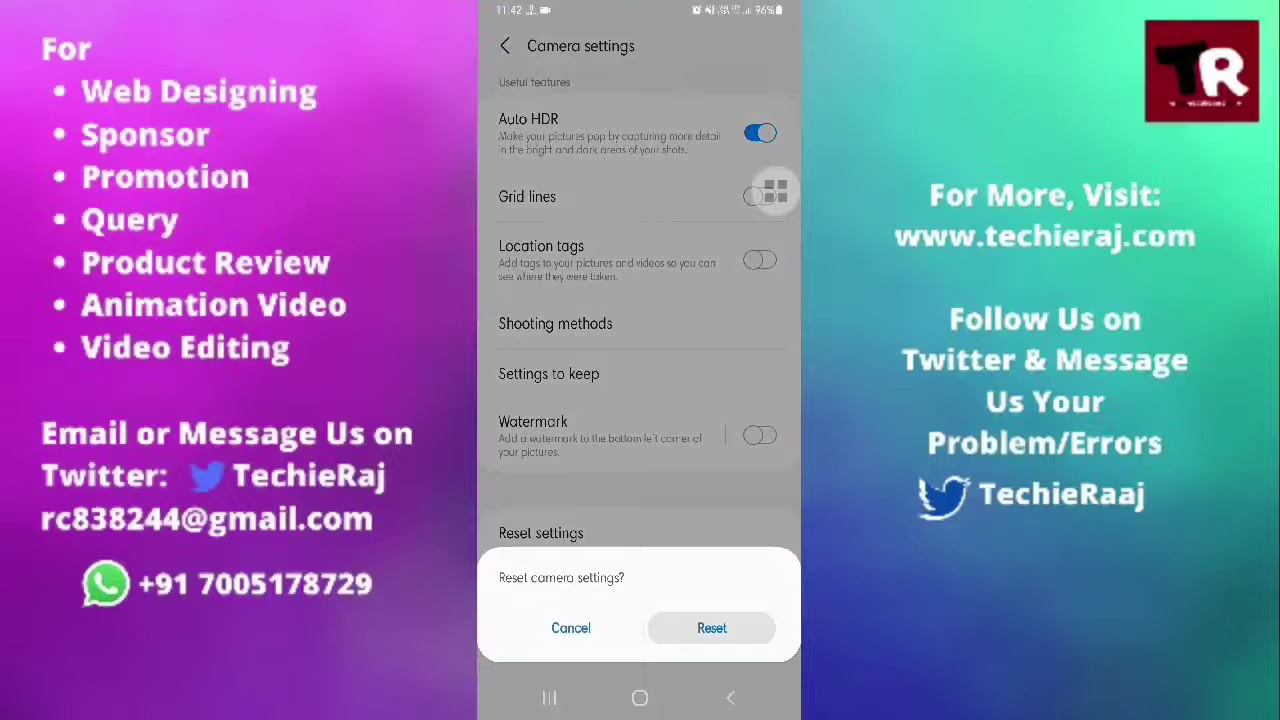 For
• Web Designing
• Sponsor
• Promotion
• Query
• Product Review
• Animation Video
• Video Editing
Email or Message Us on
Twitter: TechieRaj
rc838244@gmail.com
+91 7005178729
11:42
96%
Camera settings
Useful features
Auto HDR
Make your pictures pop by capturing more detail
in the bright and dark areas of your shots.
Grid lines
Location tags
Add tags to your pictures and videos so you can
see where they were taken.
Shooting methods
Settings to keep
Watermark
Add a watermark to the bottom left corner of
your pictures.
Reset settings
Reset camera settings?
Cancel
Reset
TR
For More, Visit:
www.techieraj.com
Follow Us on
Twitter & Message
Us Your
Problem/Errors
TechieRaaj